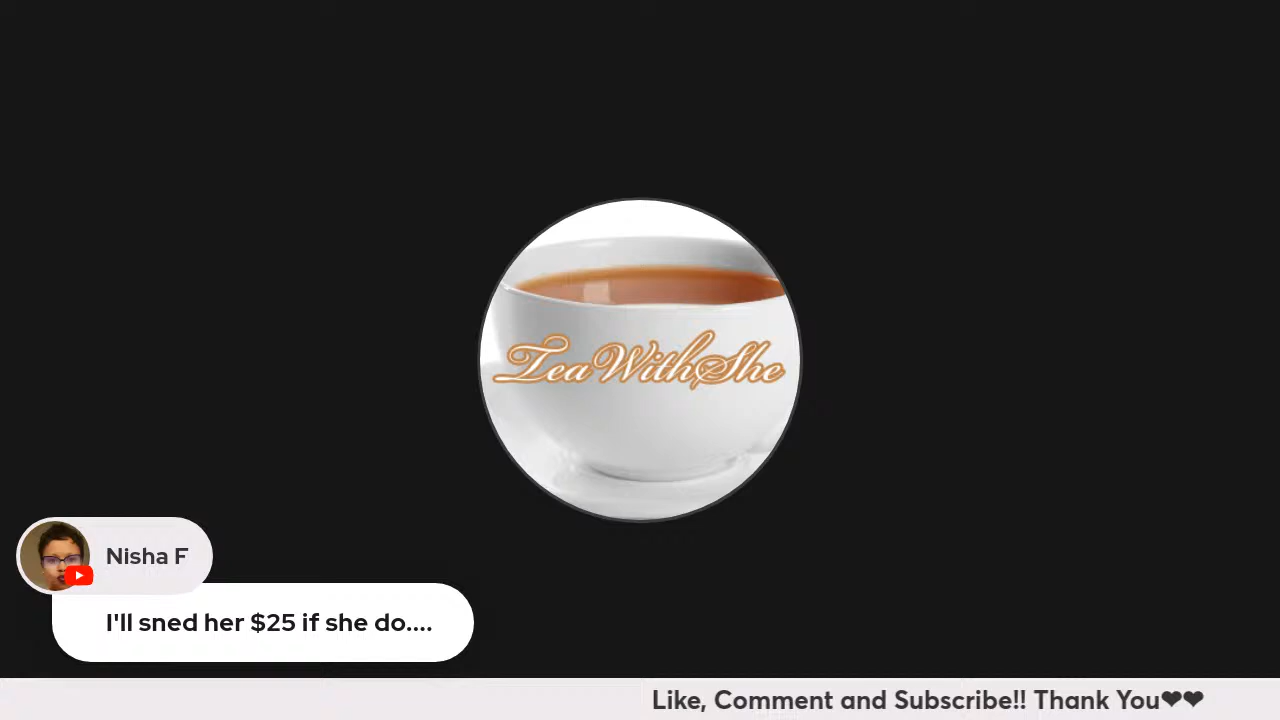 TeaWithShe
Nisha F
I'll sned her $25 if she do....
Like, Comment and Subscribe!! Thank You❤❤